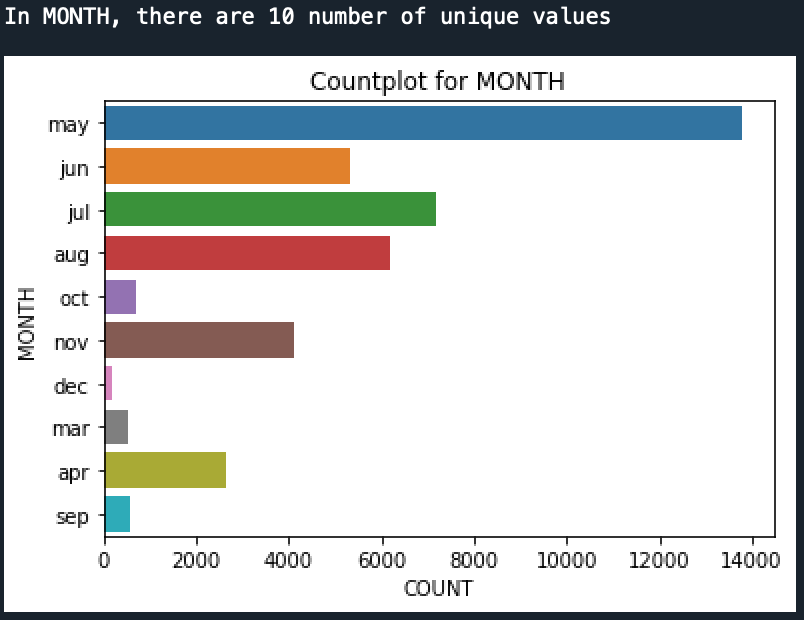 In MONTH, there are 10 number of unique values
Countplot for MONTH
may
jun
jul
aug
oct
nov
dec
mar
apr
sep
MONTH
0 2000 4000 6000 8000 10000 12000 14000
COUNT